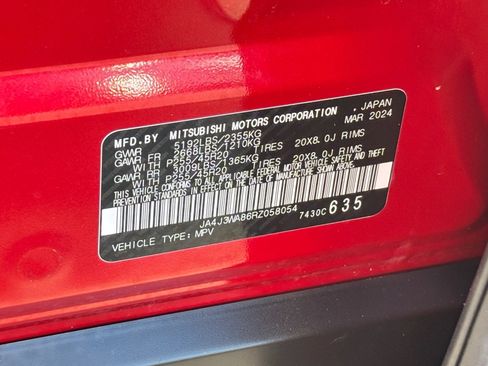 MFD.BY MITSUBISHI MOTORS CORPORATION, JAPAN
GVWR 5192LBS/2355KG MAR 2024
GAWR FR 2668LBS/1210KG
P255/45R20 TIRES 20X8.0J RIMS
GAWR RR 3009LBS/1365KG
P255/45R20 TIRES 20X8.0J RIMS
THIS VEHICLE CONFORMS TO ALL APPLICABLE FEDERAL MOTOR VEHICLE SAFETY, AND THEFT
PREVENTION STANDARDS IN EFFECT ON THE DATE OF MANUFACTURE SHOWN ABOVE.
JA4J3WA86RZ058054 7430C 635
VEHICLE TYPE: MPV